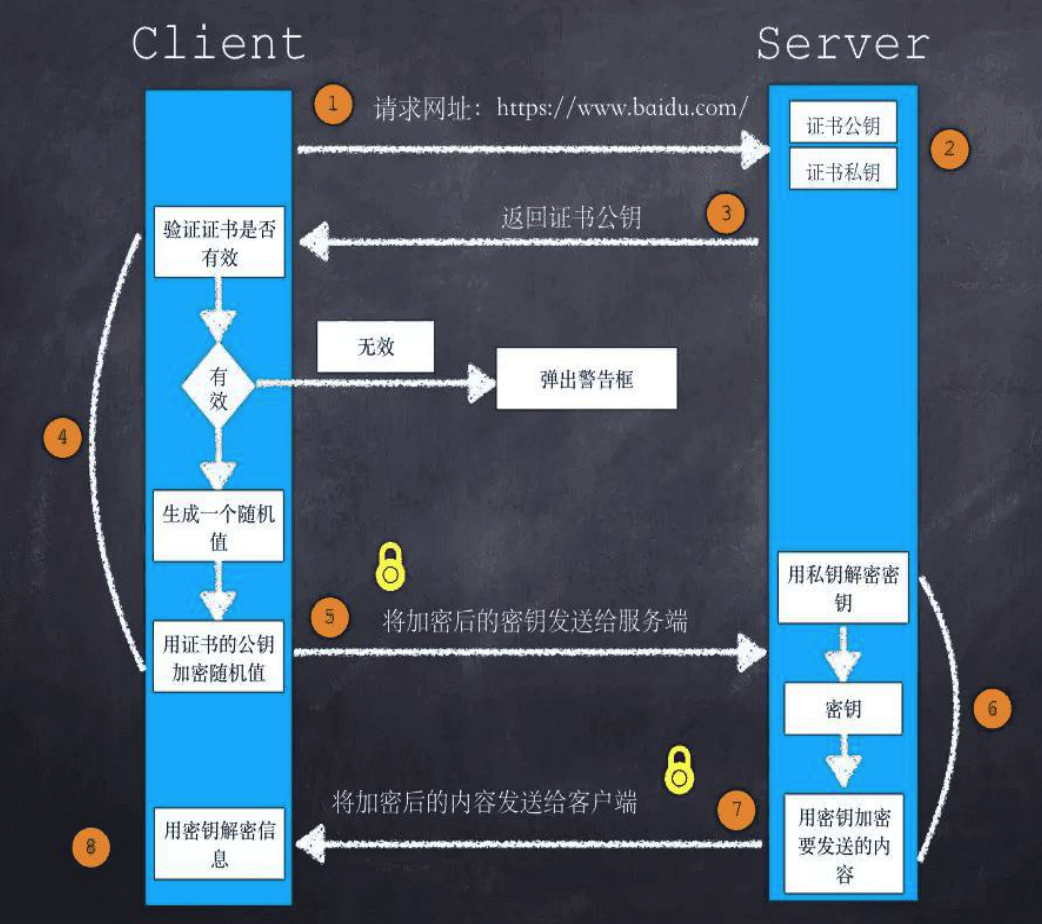 Client
Server
1
请求网址：https://www.baidu.com/
证书公钥
证书私钥
2
返回证书公钥
3
验证证书是否
有效
无效
弹出警告框
有
效
4
生成一个随机
值
用私钥解密密
钥
5
将加密后的密钥发送给服务端
用证书的公钥
加密随机值
密钥
6
将加密后的内容发送给客户端
7
用密钥加密
要发送的内
容
用密钥解密信
息
8